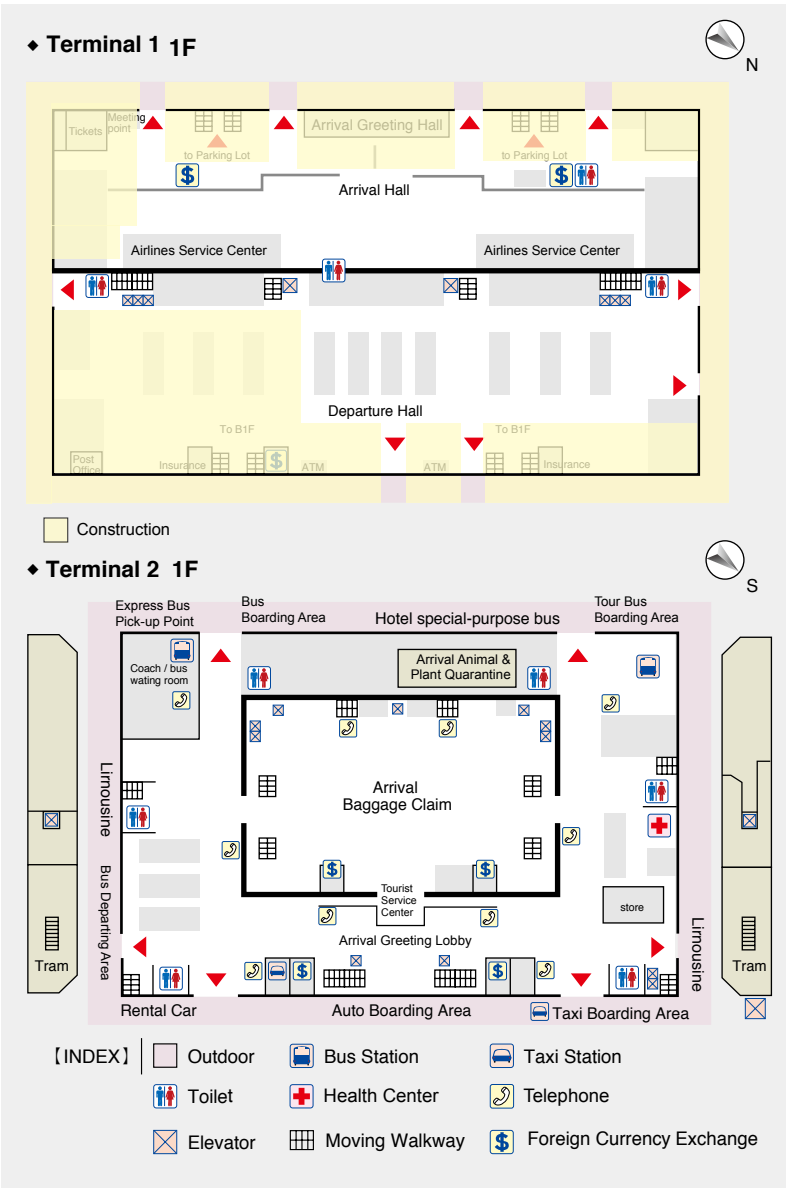 ◆ Terminal 1 1F
N
Meeting
point
Tickets
Arrival Greeting Hall
to Parking Lot
to Parking Lot
Arrival Hall
Airlines Service Center
Airlines Service Center
Departure Hall
To B1F
To B1F
Post
Office
Insurance
ATM
ATM
Insurance
Construction
◆ Terminal 2 1F
S
Express Bus
Pick-up Point
Bus
Boarding Area
Hotel special-purpose bus
Tour Bus
Boarding Area
Coach / bus
wating room
Arrival Animal &
Plant Quarantine
Lirmousine
Arrival
Baggage Claim
Bus Departing Area
Tourist
Service
Center
store
Arrival Greeting Lobby
Lirmousine
Tram
Tram
Rental Car
Auto Boarding Area
Taxi Boarding Area
【INDEX】
Outdoor
Bus Station
Taxi Station
Toilet
Health Center
Telephone
Elevator
Moving Walkway
Foreign Currency Exchange